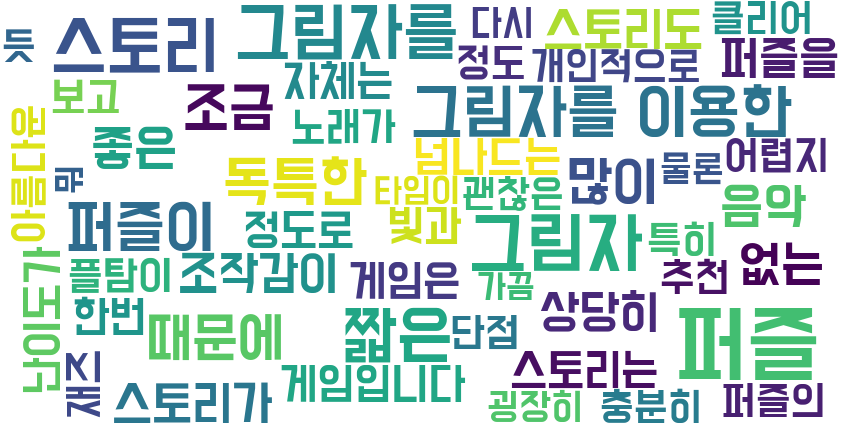 듯
스토리
그림자를
다시
스토리도
클리어
정도
개인적으로
퍼즐을
보고
조금
자체는
그림자를 이용한
아름다운
좋은
노래가
넘나드는
어렵지
뭐
독특한
타임이
괜찮은
많이
물론
음악
퍼즐이
정도로
빛과
그림자
특히
없는
난이도가
플탐이
조작감이
게임은
가끔
추천
한번
때문에
짧은
단점
상당히
퍼즐
재즈
스토리가
게임입니다
스토리는
굉장히
충분히
퍼즐의